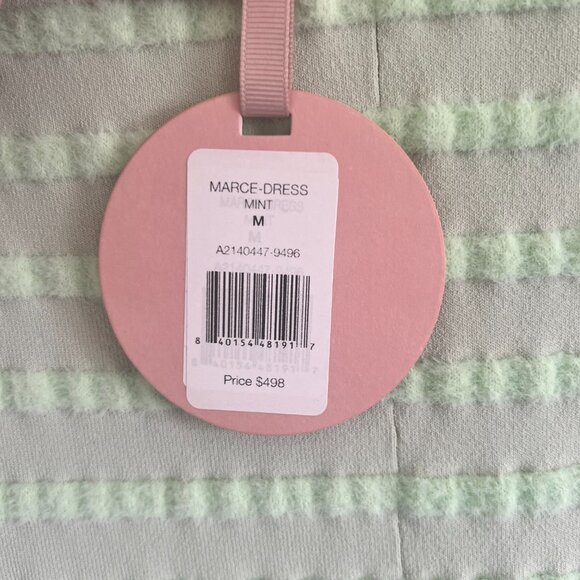 MARCE-DRESS
MINT
M
A2140447-9496
8 40154 48191 7
Price $498